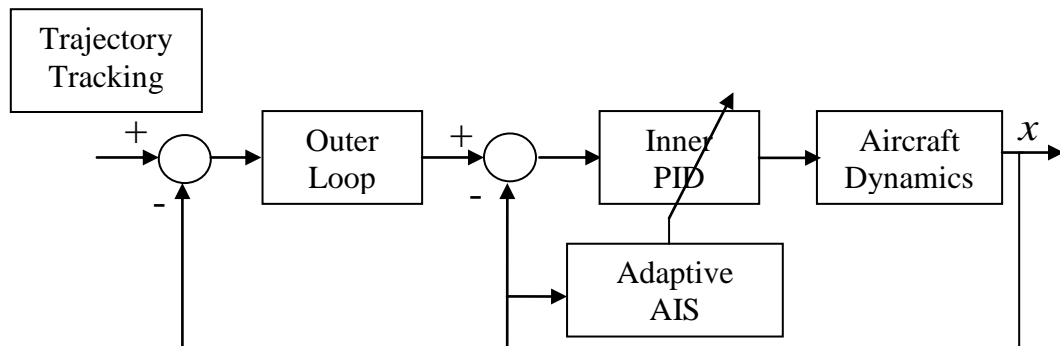 Trajectory
Tracking
+
-
Outer
Loop
+
-
Inner
PID
Aircraft
Dynamics
x
Adaptive
AIS